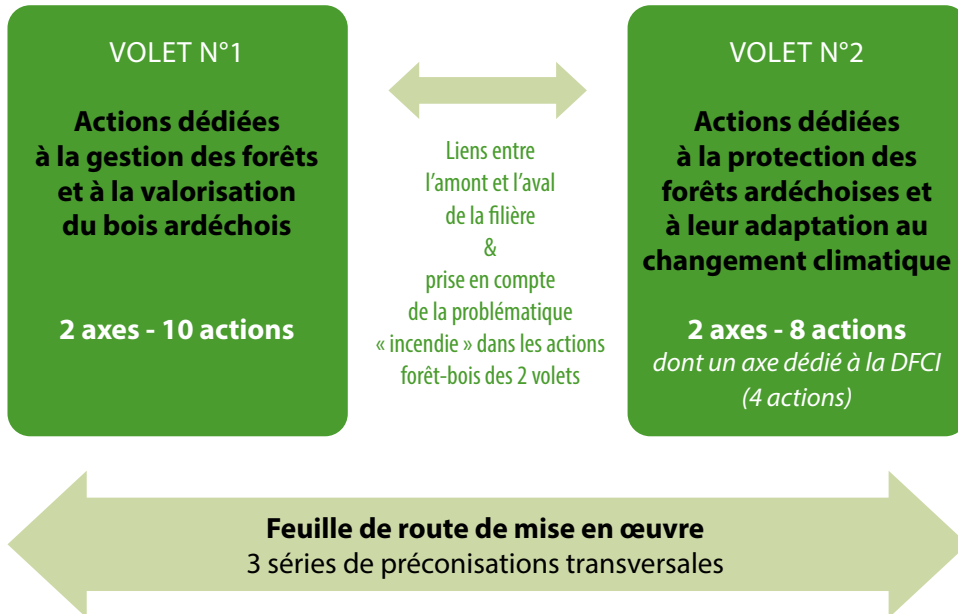 VOLET N°1
Actions dédiées
à la gestion des forêts
et à la valorisation
du bois ardéchois
2 axes - 10 actions
Liens entre
l'amont et l'aval
de la filière
&
prise en compte
de la problématique
« incendie » dans les actions
forêt-bois des 2 volets
VOLET N°2
Actions dédiées
à la protection des
forêts ardéchoises et
à leur adaptation au
changement climatique
2 axes - 8 actions
dont un axe dédié à la DFCI
(4 actions)
Feuille de route de mise en œuvre
3 séries de préconisations transversales